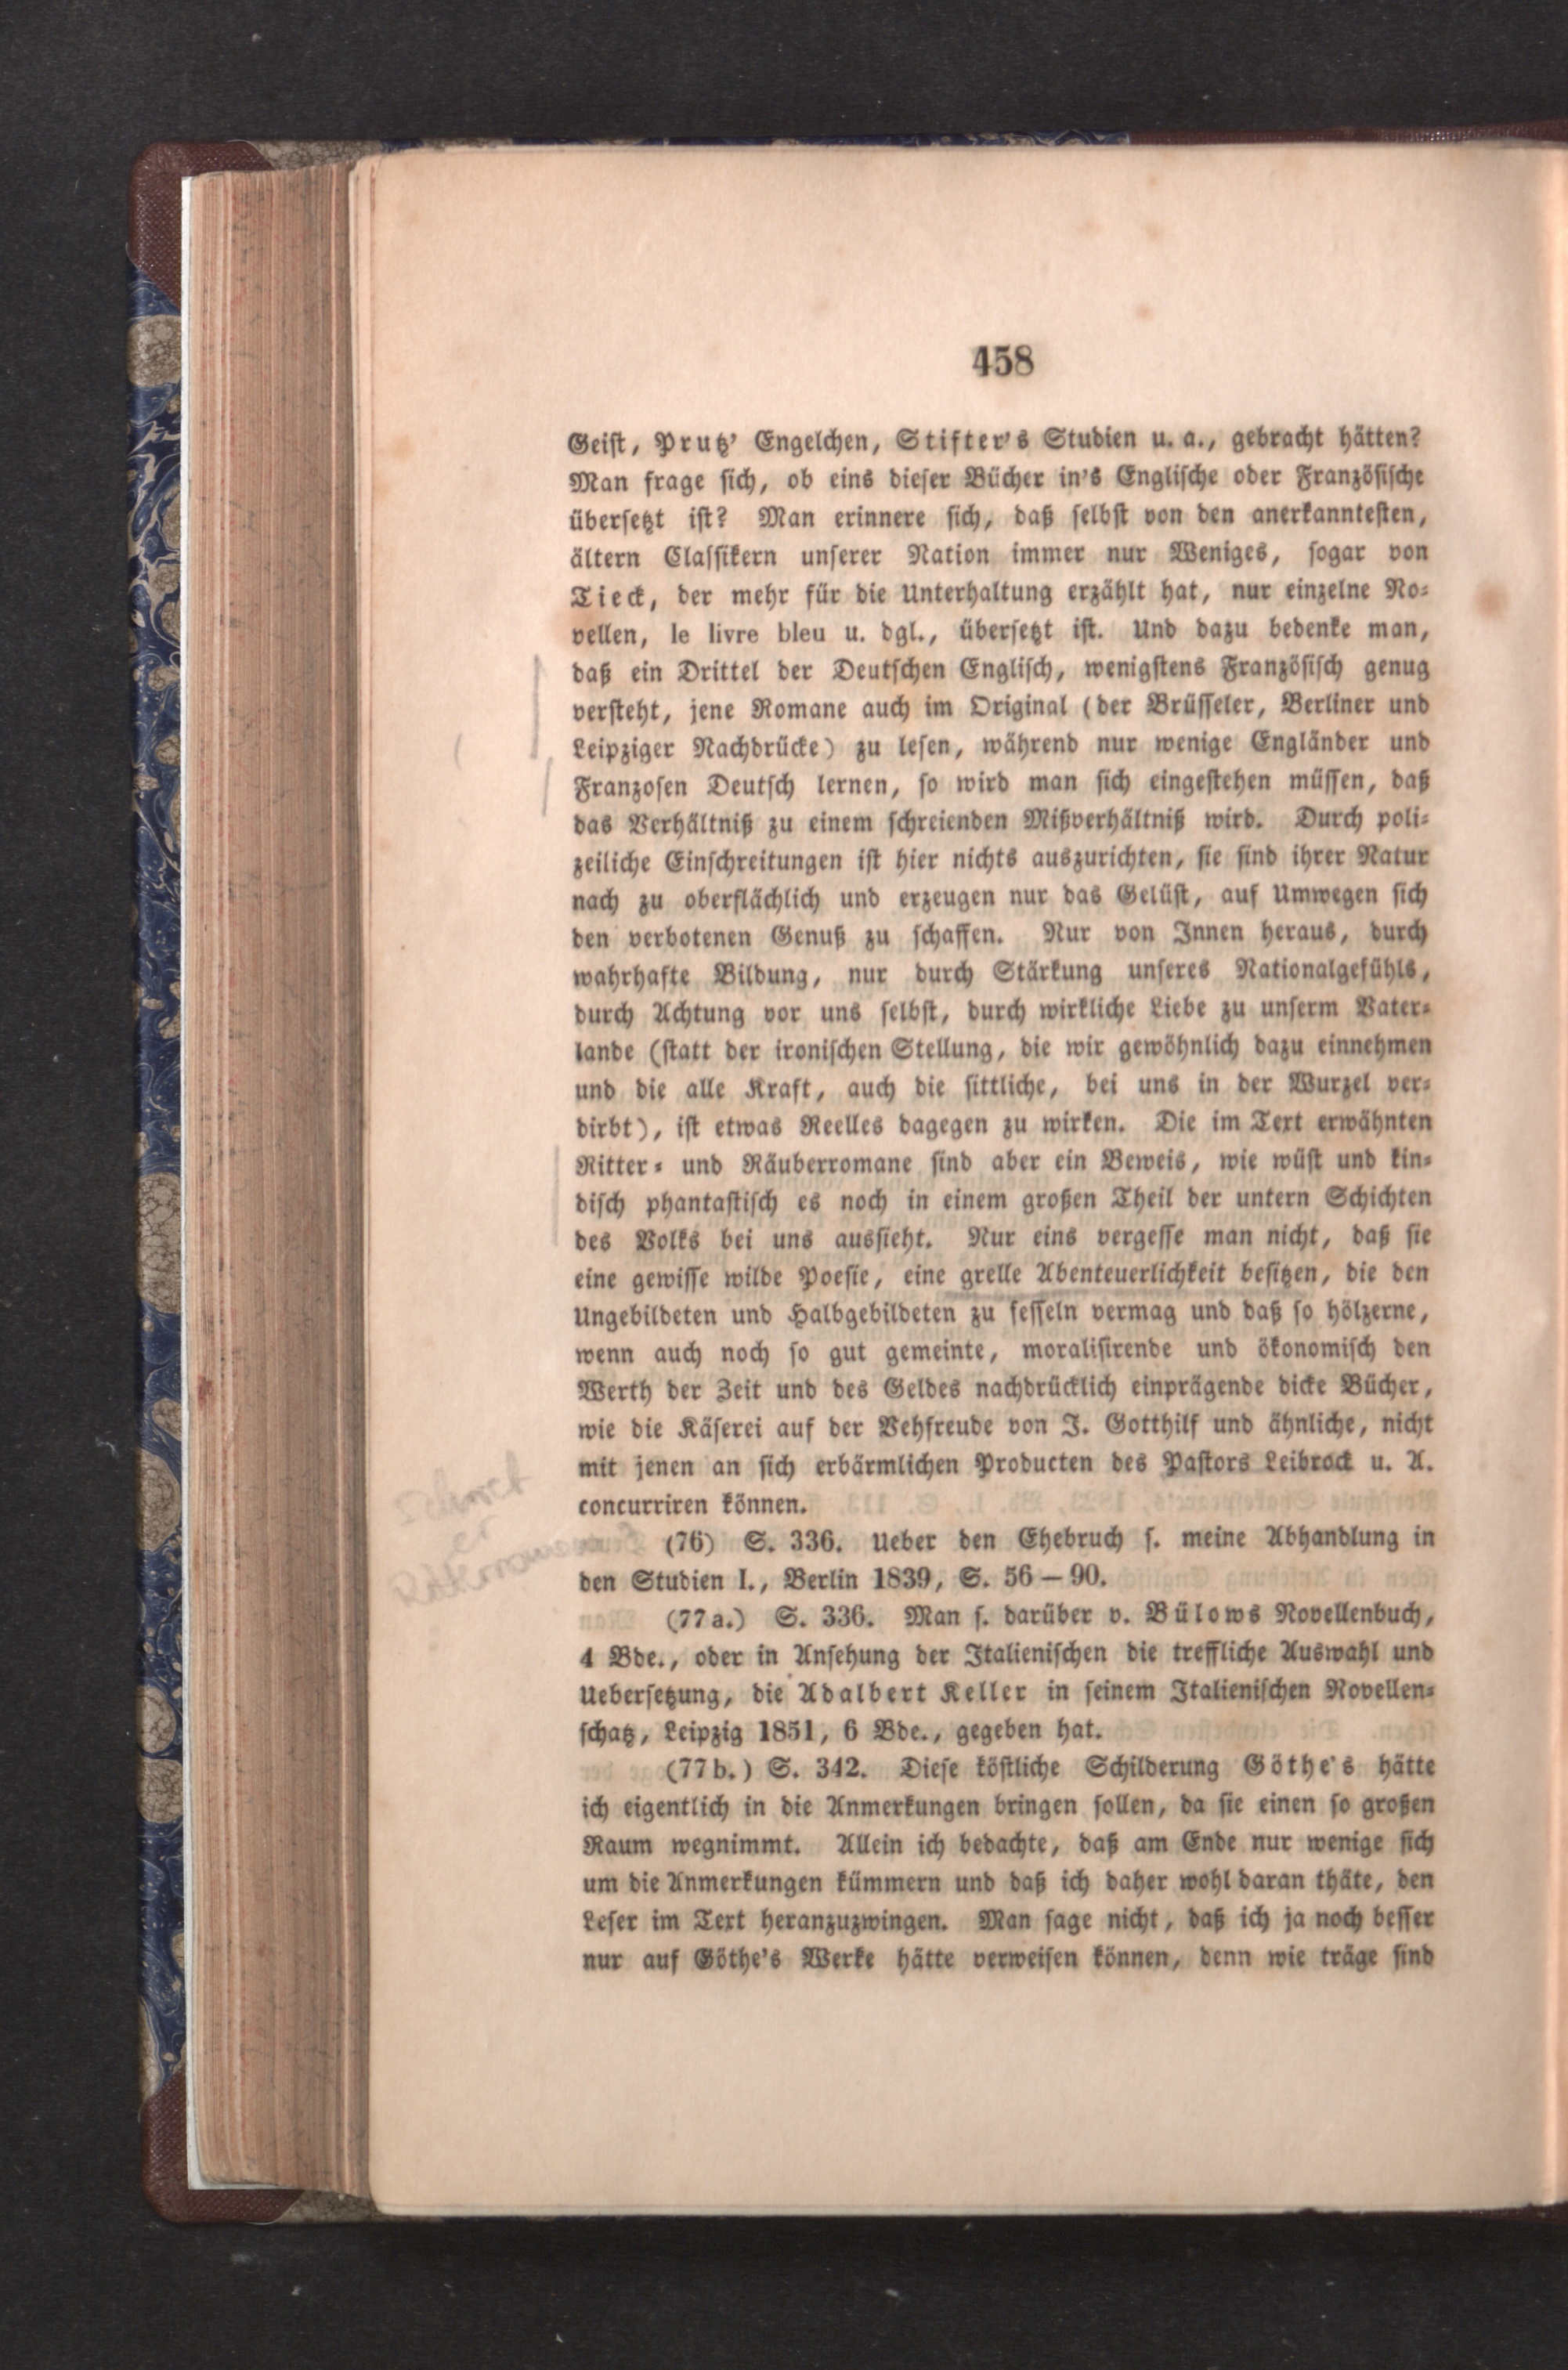 458
Geist, Prutz' Engelchen, Stifter's Studien u. a., gebracht hätten?
Man frage sich, ob eins dieser Bücher in's Englische oder Französische
übersetzt ist? Man erinnere sich, daß selbst von den anerkanntesten,
ältern Classikern unserer Nation immer nur Weniges, sogar von
Tieck, der mehr für die Unterhaltung erzählt hat, nur einzelne No-
vellen, le livre bleu u. dgl., übersetzt ist. Und dazu bedenke man,
daß ein Drittel der Deutschen Englisch, wenigstens Französisch genug
versteht, jene Romane auch im Original (der Brüsseler, Berliner und
Leipziger Nachdrücke) zu lesen, während nur wenige Engländer und
Franzosen Deutsch lernen, so wird man sich eingestehen müssen, daß
das Verhältniß zu einem schreienden Mißverhältniß wird. Durch poli-
zeiliche Einschreitungen ist hier nichts auszurichten, sie sind ihrer Natur
nach zu oberflächlich und erzeugen nur das Gelüst, auf Umwegen sich
den verbotenen Genuß zu schaffen. Nur von Innen heraus, durch
wahrhafte Bildung, nur durch Stärkung unseres Nationalgefühls,
durch Achtung vor uns selbst, durch wirkliche Liebe zu unserm Vater-
lande (statt der ironischen Stellung, die wir gewöhnlich dazu einnehmen
und die alle Kraft, auch die sittliche, bei uns in der Wurzel ver-
dirbt), ist etwas Reelles dagegen zu wirken. Die im Text erwähnten
Ritter- und Räuberromane sind aber ein Beweis, wie wüst und kin-
disch phantastisch es noch in einem großen Theil der untern Schichten
des Volks bei uns aussieht. Nur eins vergesse man nicht, daß sie
eine gewisse wilde Poesie, eine grelle Abenteuerlichkeit besitzen, die den
Ungebildeten und Halbgebildeten zu fesseln vermag und daß so hölzerne,
wenn auch noch so gut gemeinte, moralisirende und ökonomisch den
Werth der Zeit und des Geldes nachdrücklich einprägende dicke Bücher,
wie die Käserei auf der Vehfreude von J. Gotthilf und ähnliche, nicht
mit jenen an sich erbärmlichen Producten des Pastors Leibrock u. A.
concurriren können.
(76) S. 336. Ueber den Ehebruch s. meine Abhandlung in
den Studien I., Berlin 1839, S. 56 — 90.
(77a.) S. 336. Man s. darüber v. Bülows Novellenbuch,
4 Bde., oder in Ansehung der Italienischen die treffliche Auswahl und
Uebersetzung, die Adalbert Keller in seinem Italienischen Novellen-
schatz, Leipzig 1851, 6 Bde., gegeben hat.
(77b.) S. 342. Diese köstliche Schilderung Göthe's hätte
ich eigentlich in die Anmerkungen bringen sollen, da sie einen so großen
Raum wegnimmt. Allein ich bedachte, daß am Ende nur wenige sich
um die Anmerkungen kümmern und daß ich daher wohl daran thäte, den
Leser im Text heranzuzwingen. Man sage nicht, daß ich ja noch besser
nur auf Göthe's Werke hätte verweisen können, denn wie träge sind